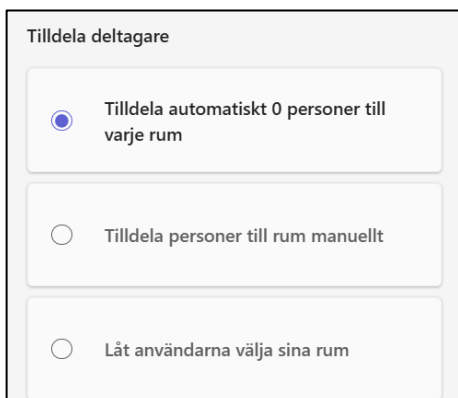 Tilldela deltagare
Tilldela automatiskt 0 personer till
varje rum
Tilldela personer till rum manuellt
Låt användarna välja sina rum